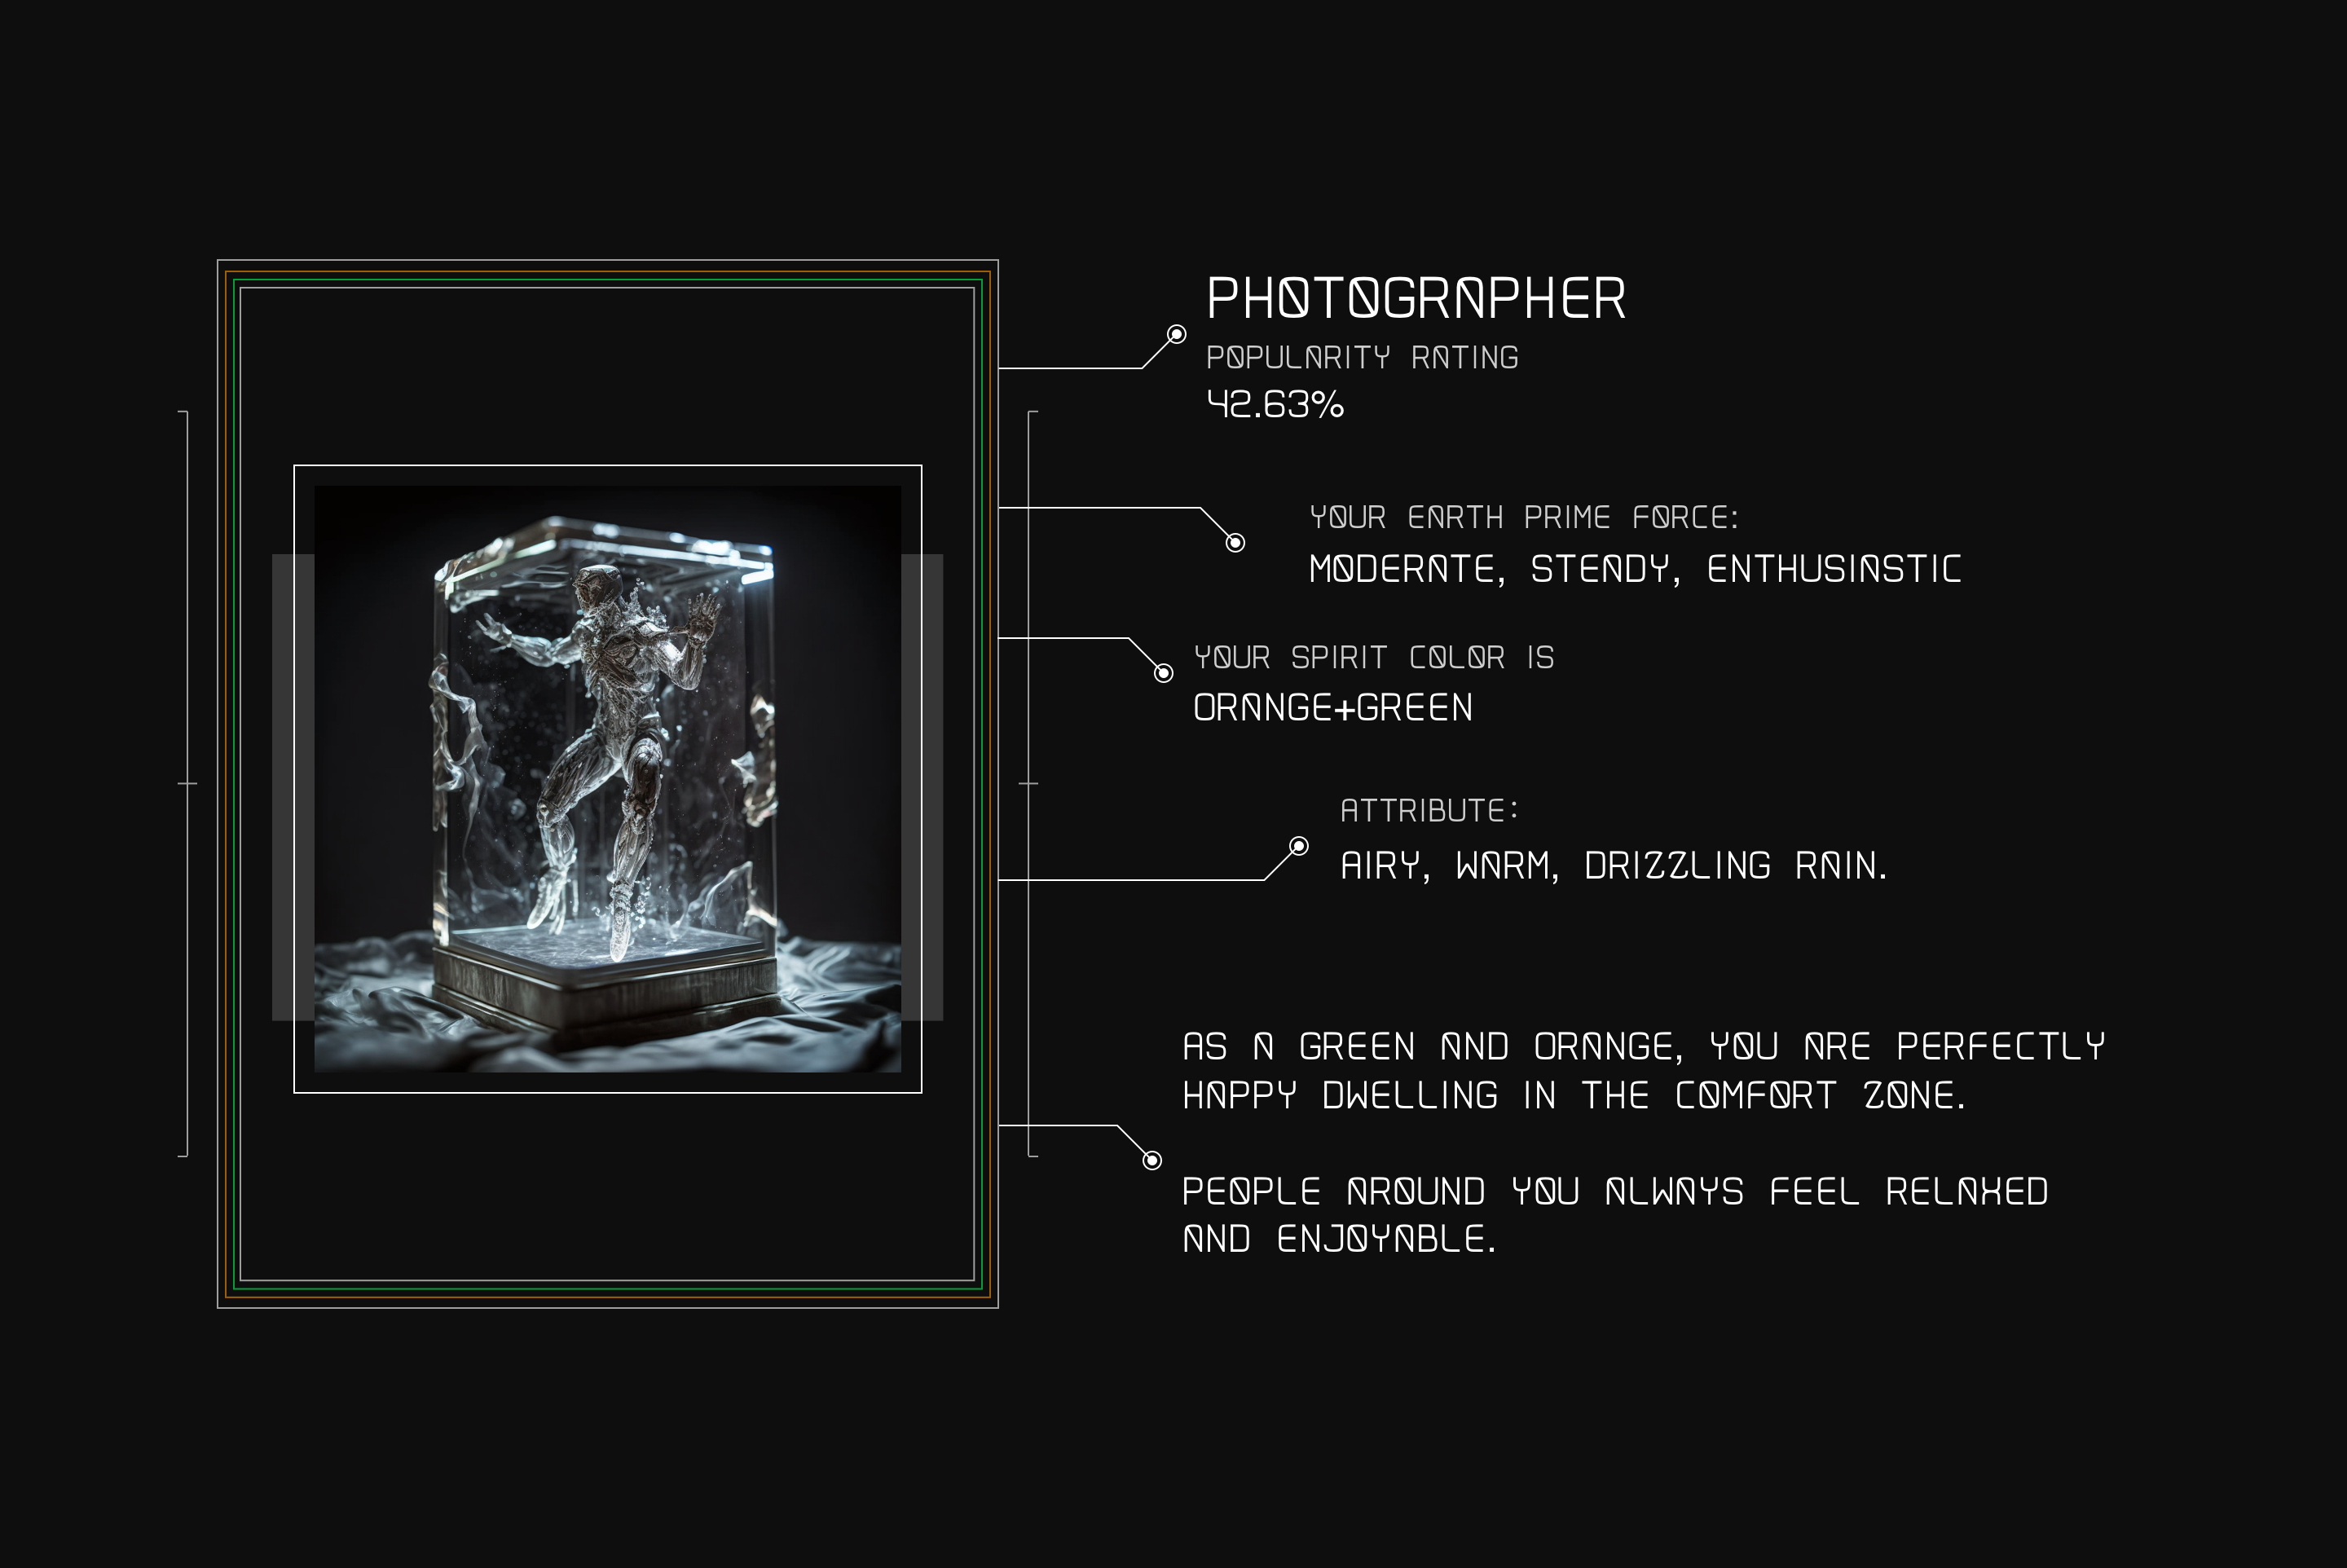 PHOTOGRAPHER
POPULARITY RATING
42.63%
YOUR EARTH PRIME FORCE:
MODERATE, STEADY, ENTHUSIASTIC
YOUR SPIRIT COLOR IS
ORANGE+GREEN
ATTRIBUTE:
AIRY, WARM, DRIZZLING RAIN.
AS A GREEN AND ORANGE, YOU ARE PERFECTLY
HAPPY DWELLING IN THE COMFORT ZONE.
PEOPLE AROUND YOU ALWAYS FEEL RELAXED
AND ENJOYABLE.